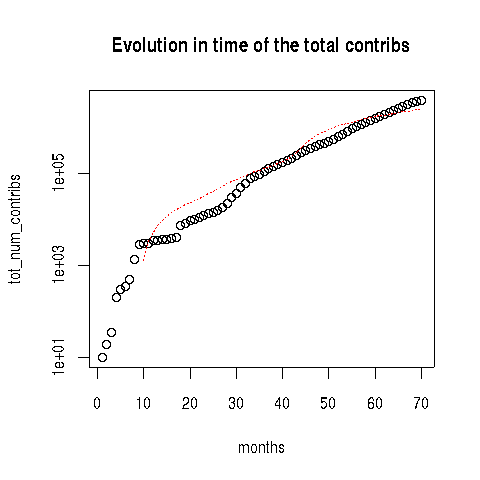 Evolution in time of the total contribs
tot_num_contribs
1e+05
1e+03
1e+01
0 10 20 30 40 50 60 70
months